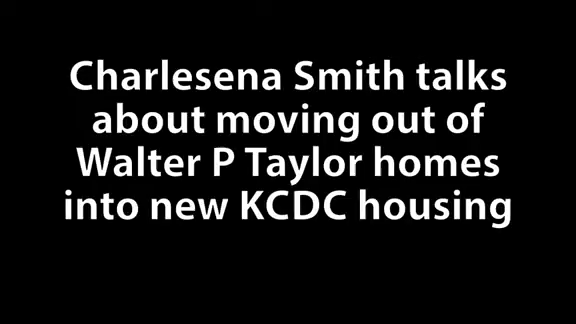 Charlesena Smith talks
about moving out of
Walter P Taylor homes
into new KCDC housing